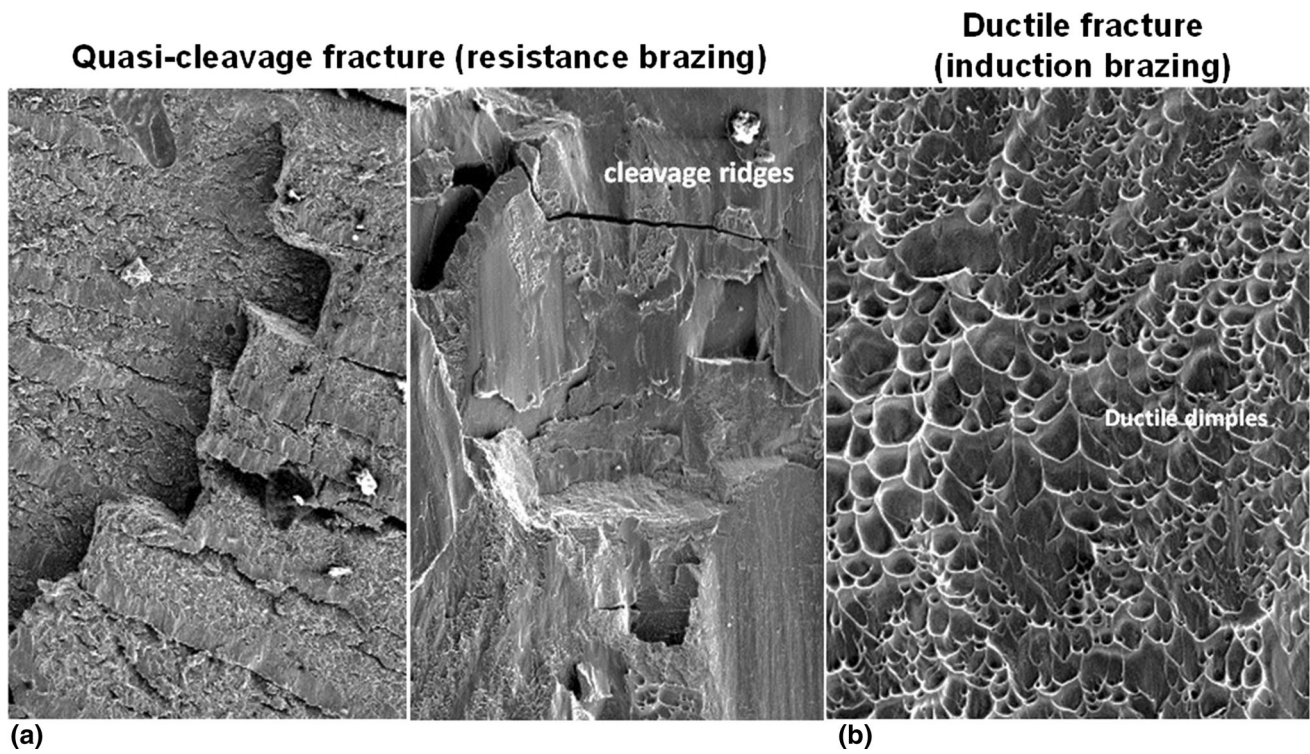 Quasi-cleavage fracture (resistance brazing)
Ductile fracture
(induction brazing)
cleavage ridges
Ductile dimples
(a)
(b)